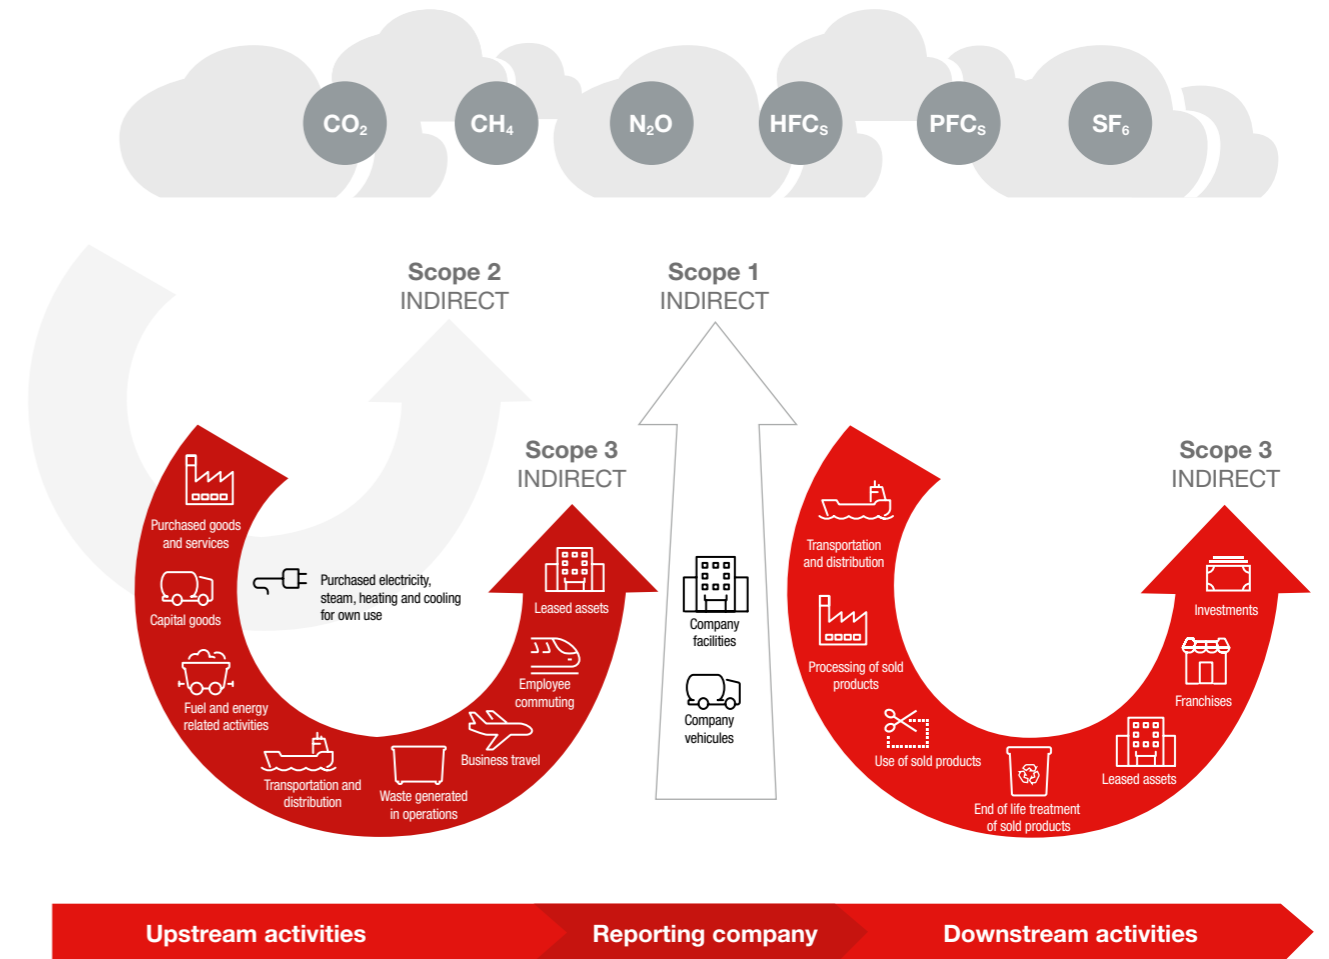 CO₂
CH₄
N₂O
HFCs
PFCs
SF₆
Scope 2
INDIRECT
Scope 1
INDIRECT
Scope 3
INDIRECT
Scope 3
INDIRECT
Purchased goods
and services
Capital goods
Fuel and energy
related activities
Transportation and
distribution
Waste generated
in operations
Business travel
Employee
commuting
Leased assets
Purchased electricity,
steam, heating and cooling
for own use
Company
facilities
Company
vehicules
Transportation
and distribution
Processing of sold
products
Use of sold products
End of life treatment
of sold products
Leased assets
Franchises
Investments
Upstream activities
Reporting company
Downstream activities